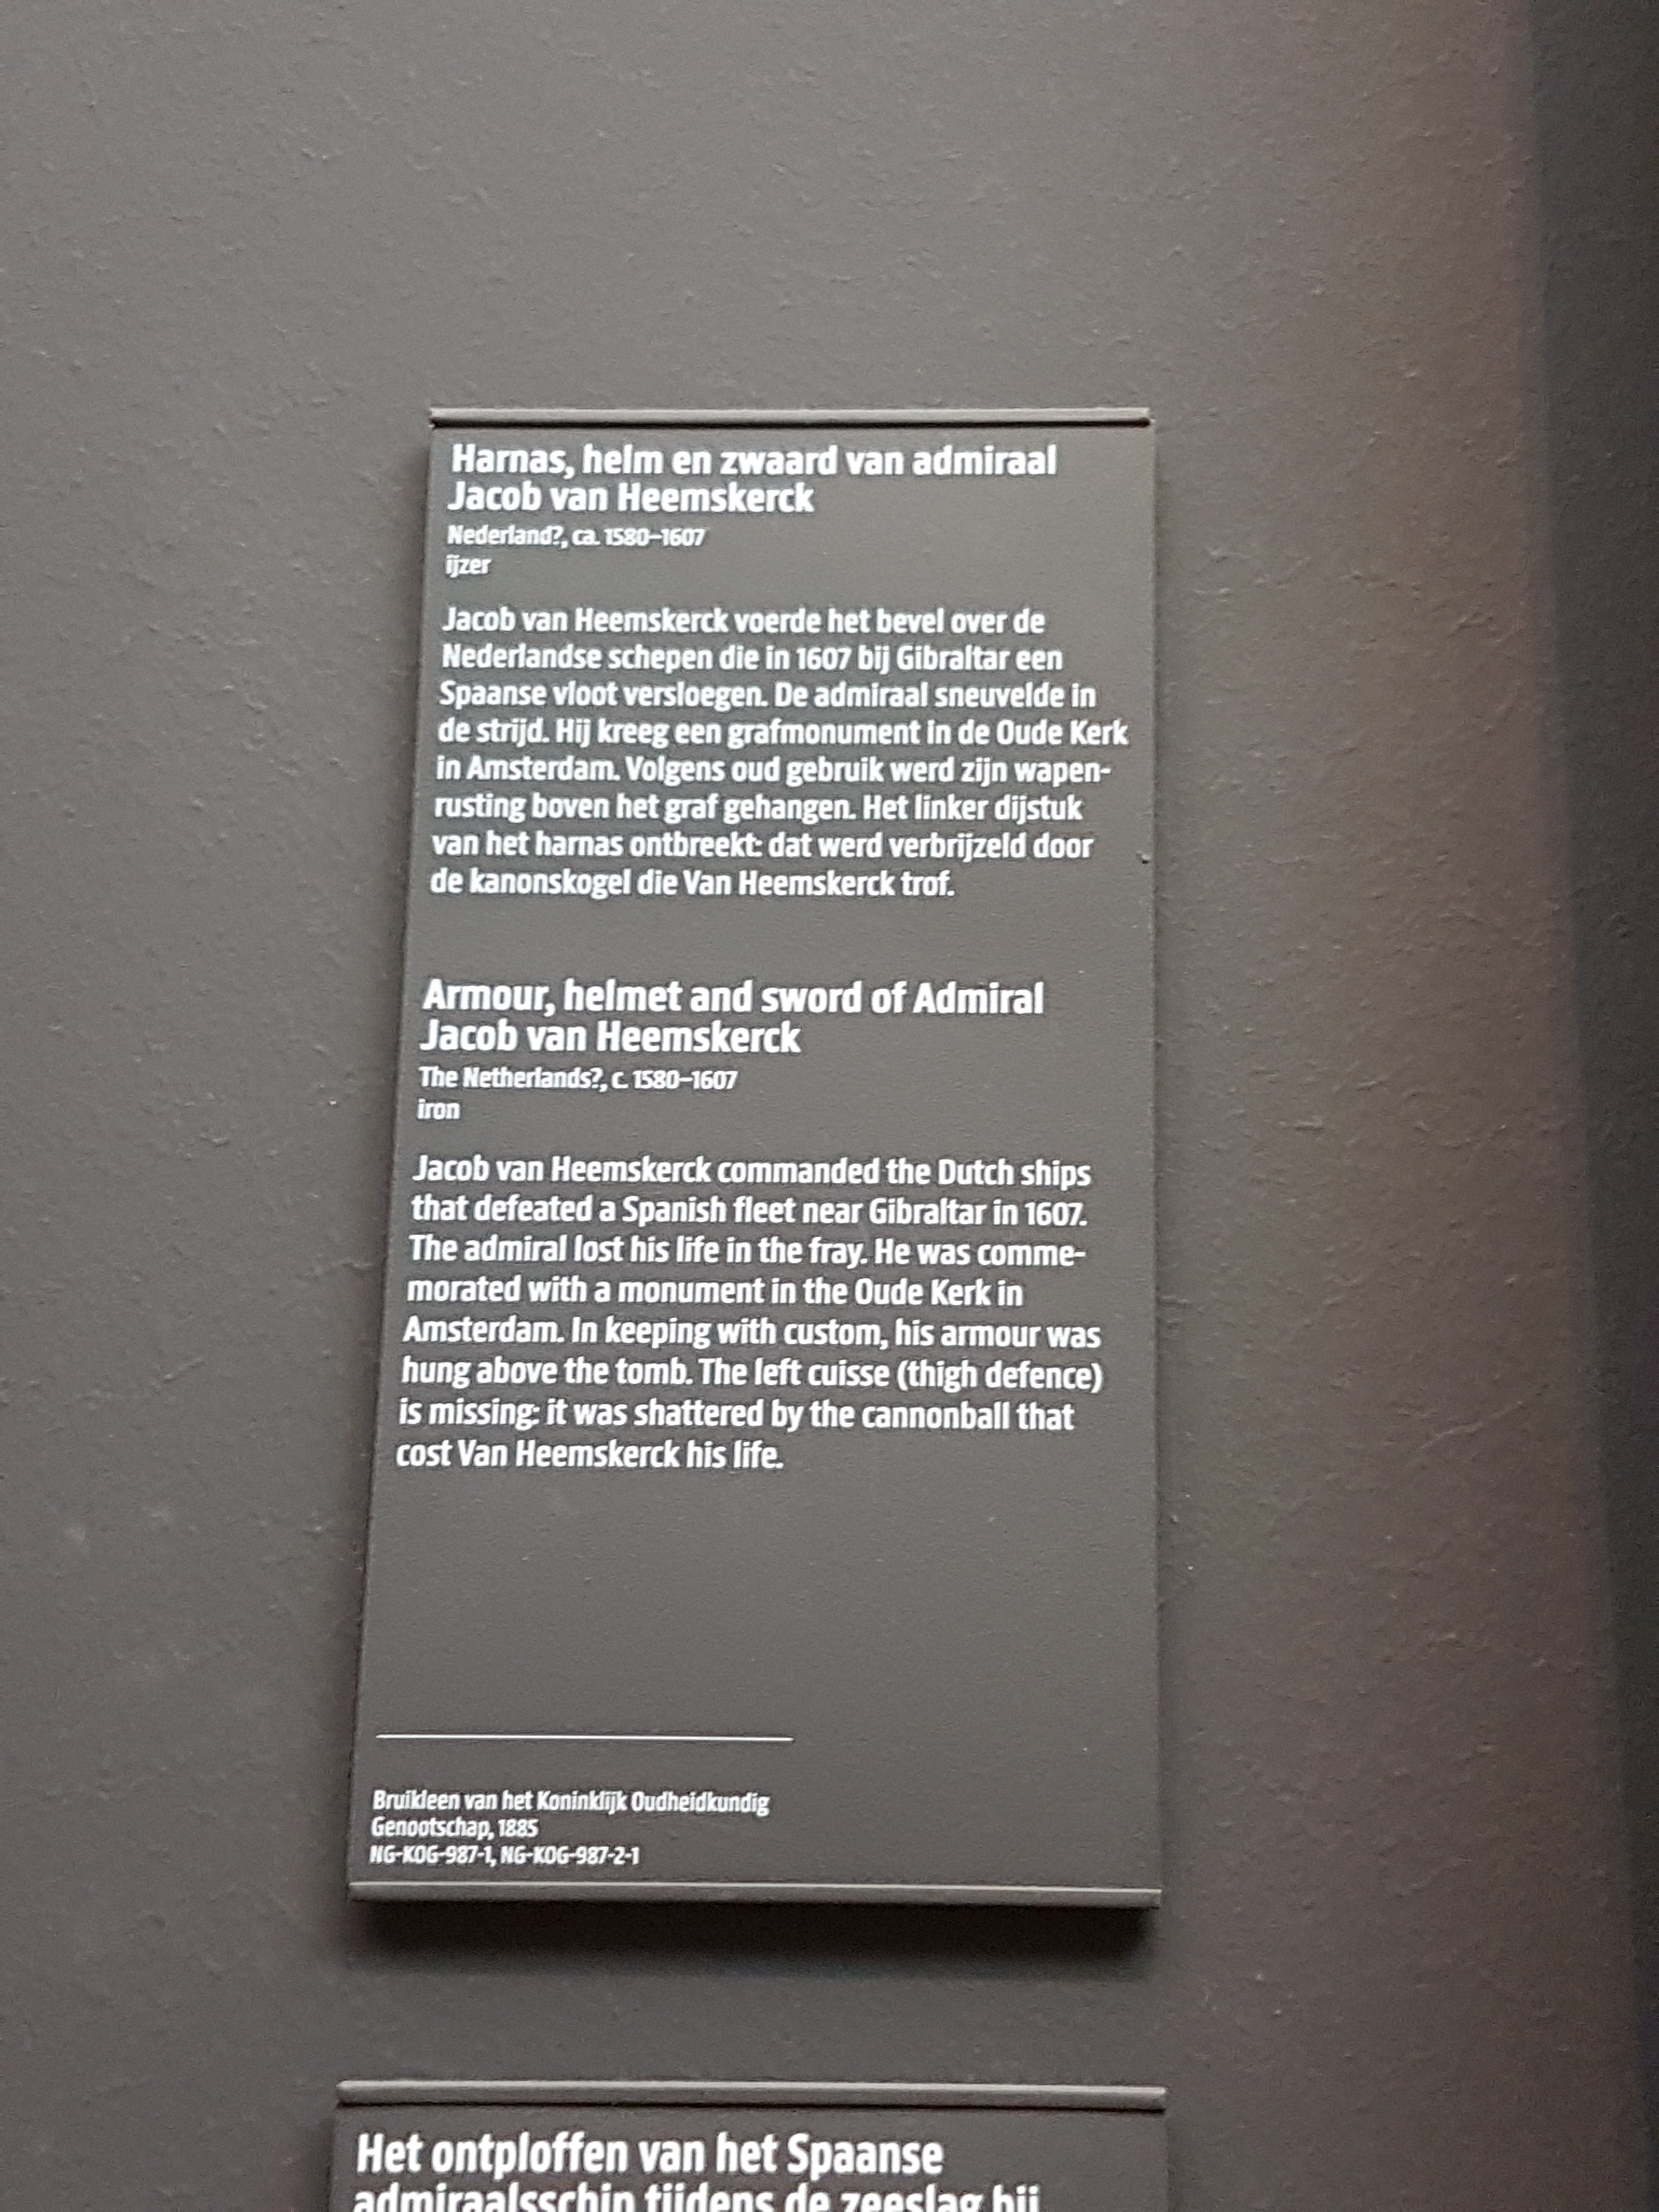 Harnas, helm en zwaard van admiraal
Jacob van Heemskerck
Nederland?, ca. 1580–1607
ijzer
Jacob van Heemskerck voerde het bevel over de
Nederlandse schepen die in 1607 bij Gibraltar een
Spaanse vloot versloegen. De admiraal sneuvelde in
de strijd. Hij kreeg een grafmonument in de Oude Kerk
in Amsterdam. Volgens oud gebruik werd zijn wapen-
rusting boven het graf gehangen. Het linker dijstuk
van het harnas ontbreekt: dat werd verbrijzeld door
de kanonskogel die Van Heemskerck trof.
Armour, helmet and sword of Admiral
Jacob van Heemskerck
The Netherlands?, c. 1580–1607
iron
Jacob van Heemskerck commanded the Dutch ships
that defeated a Spanish fleet near Gibraltar in 1607.
The admiral lost his life in the fray. He was comme-
morated with a monument in the Oude Kerk in
Amsterdam. In keeping with custom, his armour was
hung above the tomb. The left cuisse (thigh defence)
is missing: it was shattered by the cannonball that
cost Van Heemskerck his life.
Bruikleen van het Koninklijk Oudheidkundig
Genootschap, 1885
NG-KOG-987-1, NG-KOG-987-2-1
Het ontploffen van het Spaanse
admiraalsschip tijdens de zeeslag bij